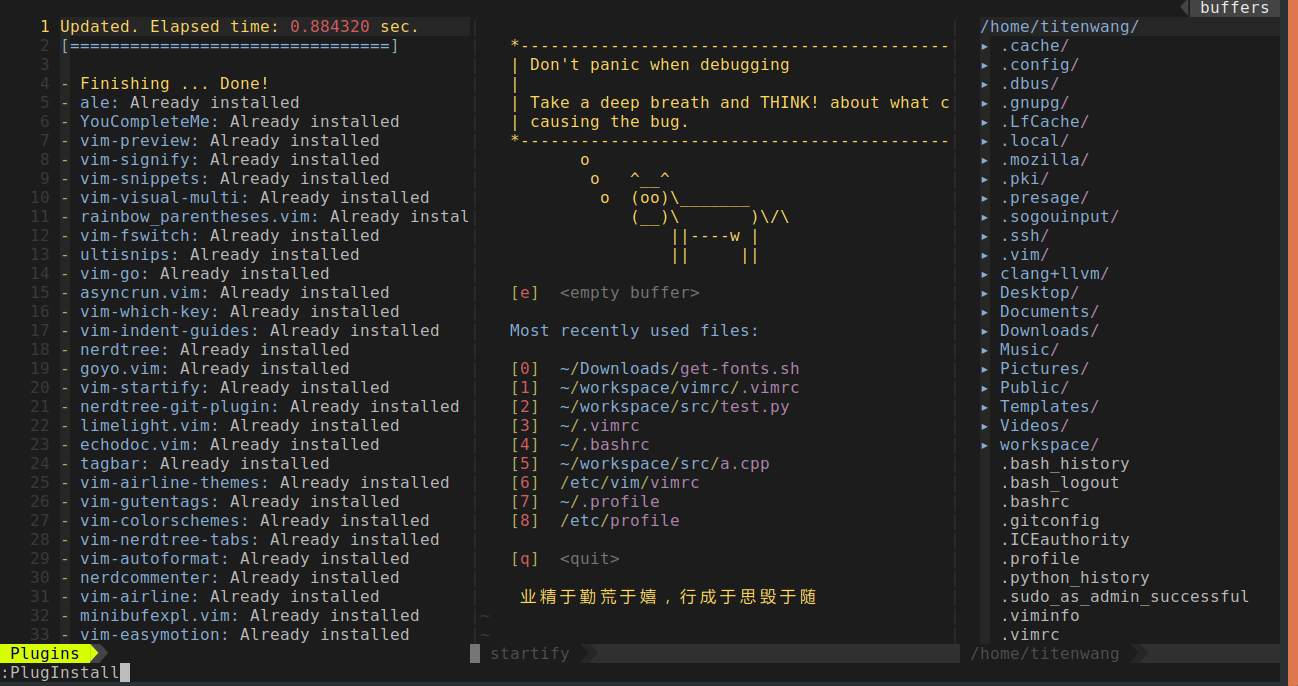 buffers
1 Updated. Elapsed time: 0.884320 sec.
2 [================================]
3
4 - Finishing ... Done!
5 - ale: Already installed
6 - YouCompleteMe: Already installed
7 - vim-preview: Already installed
8 - vim-signify: Already installed
9 - vim-snippets: Already installed
10 - vim-visual-multi: Already installed
11 - rainbow_parentheses.vim: Already instal
12 - vim-fswitch: Already installed
13 - ultisnips: Already installed
14 - vim-go: Already installed
15 - asyncrun.vim: Already installed
16 - vim-which-key: Already installed
17 - vim-indent-guides: Already installed
18 - nerdtree: Already installed
19 - goyo.vim: Already installed
20 - vim-startify: Already installed
21 - nerdtree-git-plugin: Already installed
22 - limelight.vim: Already installed
23 - echodoc.vim: Already installed
24 - tagbar: Already installed
25 - vim-airline-themes: Already installed
26 - vim-gutentags: Already installed
27 - vim-colorschemes: Already installed
28 - vim-nerdtree-tabs: Already installed
29 - vim-autoformat: Already installed
30 - nerdcommenter: Already installed
31 - vim-airline: Already installed
32 - minibufexpl.vim: Already installed
33 - vim-easymotion: Already installed
Plugins
*-------------------------------------------
| Don't panic when debugging
|
| Take a deep breath and THINK! about what c
| causing the bug.
*-------------------------------------------
       o
        o   ^__^
         o  (oo)\_______
            (__)\       )\/\
                ||----w |
                ||     ||
[e]  <empty buffer>
Most recently used files:
[0]  ~/Downloads/get-fonts.sh
[1]  ~/workspace/vimrc/.vimrc
[2]  ~/workspace/src/test.py
[3]  ~/.vimrc
[4]  ~/.bashrc
[5]  ~/workspace/src/a.cpp
[6]  /etc/vim/vimrc
[7]  ~/.profile
[8]  /etc/profile
[q]  <quit>
业精于勤荒于嬉，行成于思毁于随
~
~
startify
/home/titenwang/
▸ .cache/
▸ .config/
▸ .dbus/
▸ .gnupg/
▸ .LfCache/
▸ .local/
▸ .mozilla/
▸ .pki/
▸ .presage/
▸ .sogouinput/
▸ .ssh/
▸ .vim/
▸ clang+llvm/
▸ Desktop/
▸ Documents/
▸ Downloads/
▸ Music/
▸ Pictures/
▸ Public/
▸ Templates/
▸ Videos/
▸ workspace/
.bash_history
.bash_logout
.bashrc
.gitconfig
.ICEauthority
.profile
.python_history
.sudo_as_admin_successful
.viminfo
.vimrc
/home/titenwang
:PlugInstall